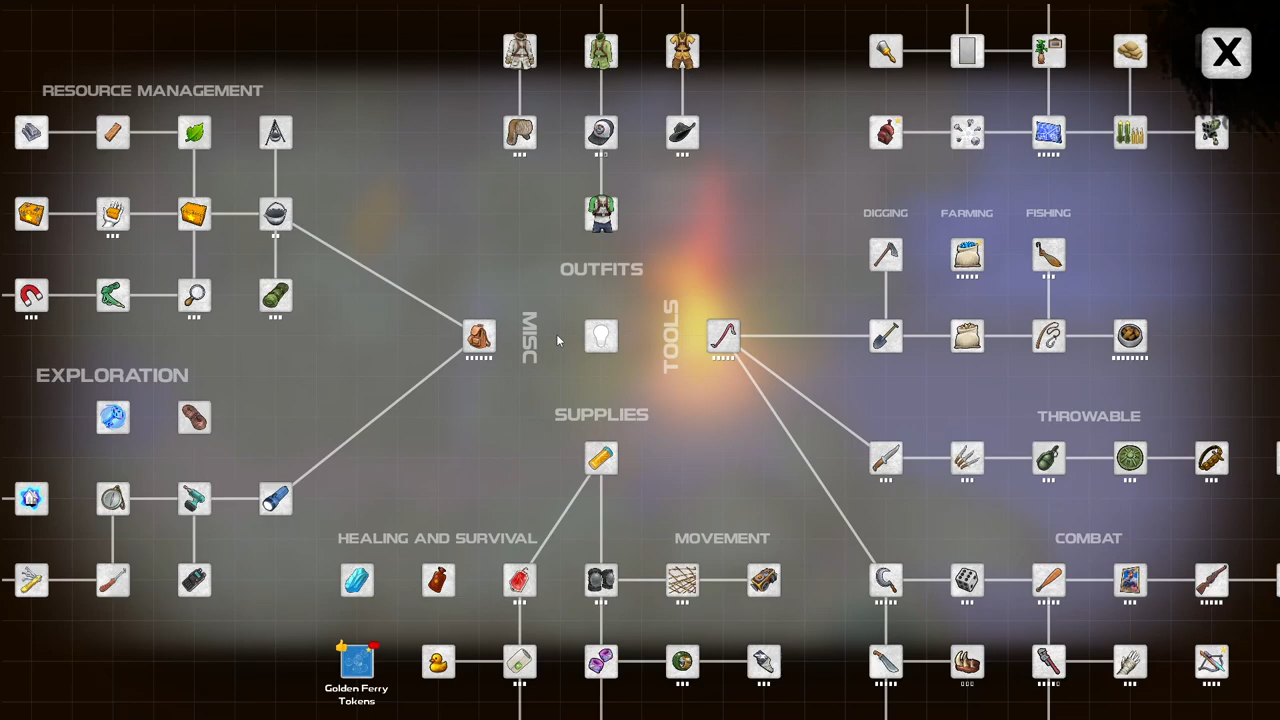 X
RESOURCE MANAGEMENT
DIGGING
FARMING
FISHING
OUTFITS
MISC
TOOLS
EXPLORATION
SUPPLIES
THROWABLE
HEALING AND SURVIVAL
MOVEMENT
COMBAT
Golden Ferry
Tokens